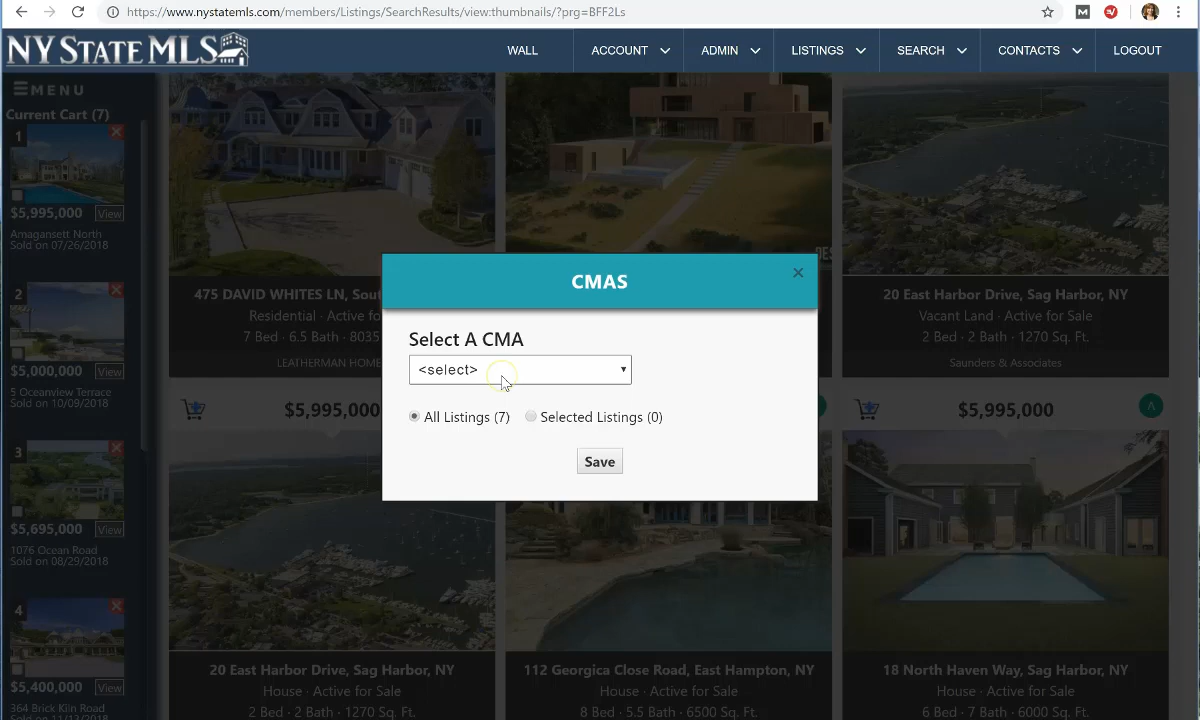 https://www.nystatemls.com/members/Listings/SearchResults/view:thumbnails/?prg=BFF2Ls
M
NY STATE MLS
WALL
ACCOUNT
ADMIN
LISTINGS
SEARCH
CONTACTS
LOGOUT
MENU
Current Cart (7)
1
$5,995,000 View
Amagansett North
Sold on 07/26/2018
2
$5,000,000 View
5 Oceanview Terrace
Sold on 10/09/2018
3
$5,695,000 View
1076 Ocean Road
Sold on 08/29/2018
4
$5,400,000 View
364 Brick Kiln Road
475 DAVID WHITES LN, Sou
Residential · Active fo
7 Bed · 6.5 Bath · 8035
LEATHERMAN HOME
$5,995,000
20 East Harbor Drive, Sag Harbor, NY
Vacant Land · Active for Sale
2 Bed · 2 Bath · 1270 Sq. Ft.
Saunders & Associates
$5,995,000
A
CMAS
×
Select A CMA
<select>
All Listings (7)
Selected Listings (0)
Save
20 East Harbor Drive, Sag Harbor, NY
House · Active for Sale
2 Bed · 2 Bath · 1270 Sq. Ft.
112 Georgica Close Road, East Hampton, NY
House · Active for Sale
8 Bed · 5.5 Bath · 6500 Sq. Ft.
18 North Haven Way, Sag Harbor, NY
House · Active for Sale
6 Bed · 7 Bath · 6000 Sq. Ft.